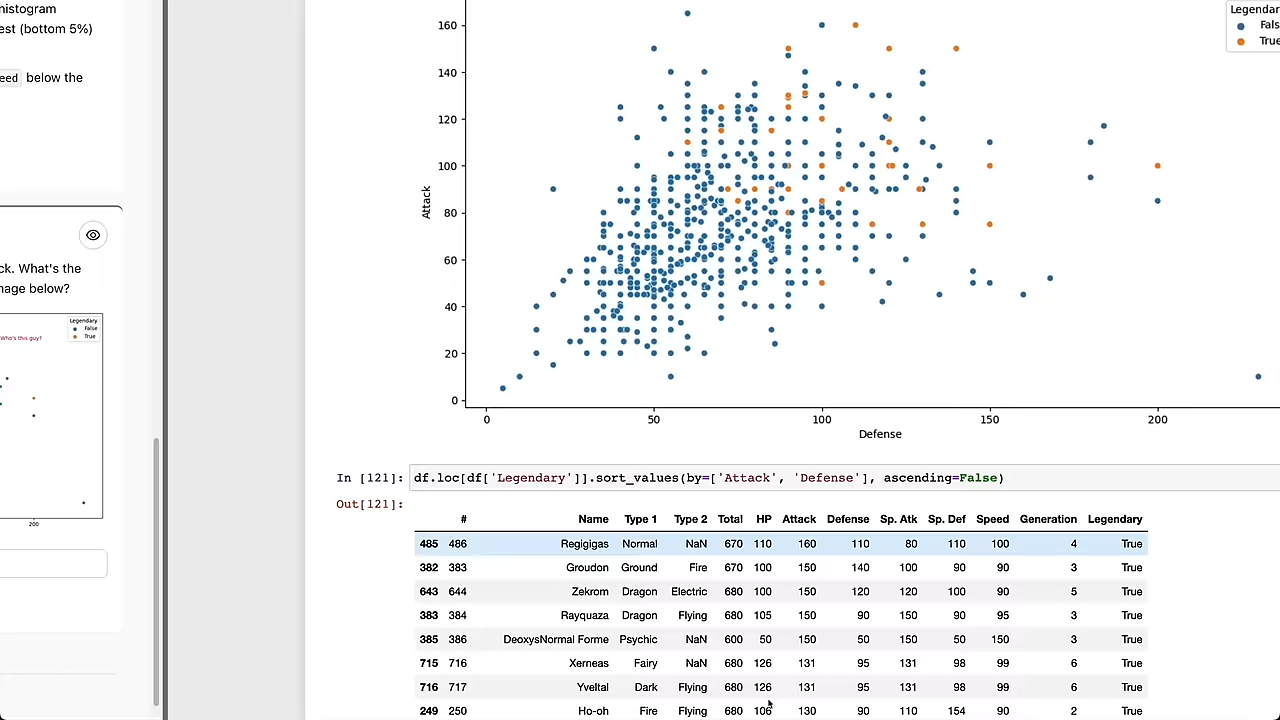 histogram
est (bottom 5%)
eed below the
ck. What's the
nage below?
Legendary
False
True
Who's this guy?
200
160
140
120
100
80
60
40
20
0
Attack
0 50 100 150 200
Defense
Legendar
Fals
True
In [121]: df.loc[df['Legendary']].sort_values(by=['Attack', 'Defense'], ascending=False)
Out[121]:
# Name Type 1 Type 2 Total HP Attack Defense Sp. Atk Sp. Def Speed Generation Legendary
485 486 Regigigas Normal NaN 670 110 160 110 80 110 100 4 True
382 383 Groudon Ground Fire 670 100 150 140 100 90 90 3 True
643 644 Zekrom Dragon Electric 680 100 150 120 120 100 90 5 True
383 384 Rayquaza Dragon Flying 680 105 150 90 150 90 95 3 True
385 386 DeoxysNormal Forme Psychic NaN 600 50 150 50 150 50 150 3 True
715 716 Xerneas Fairy NaN 680 126 131 95 131 98 99 6 True
716 717 Yveltal Dark Flying 680 126 131 95 131 98 99 6 True
249 250 Ho-oh Fire Flying 680 106 130 90 110 154 90 2 True